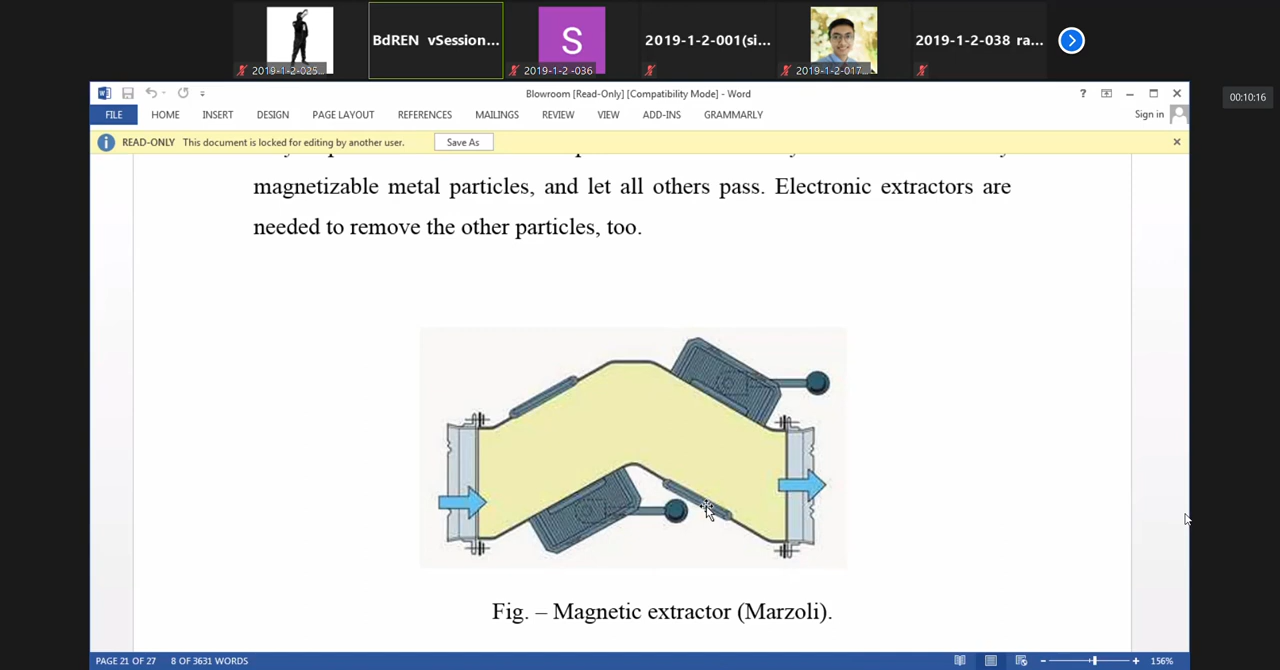 BdREN vSession...
S
2019-1-2-001(si...
2019-1-2-038 ra...
2019-1-2-025...
2019-1-2 -036
2019-1-2-017...
00:10:16
Blowroom [Read-Only] [Compatibility Mode] - Word
FILE HOME INSERT DESIGN PAGE LAYOUT REFERENCES MAILINGS REVIEW VIEW ADD-INS GRAMMARLY
Sign in
READ-ONLY This document is locked for editing by another user. Save As
magnetizable metal particles, and let all others pass. Electronic extractors are
needed to remove the other particles, too.
Fig. – Magnetic extractor (Marzoli).
PAGE 21 OF 27 8 OF 3631 WORDS
156%